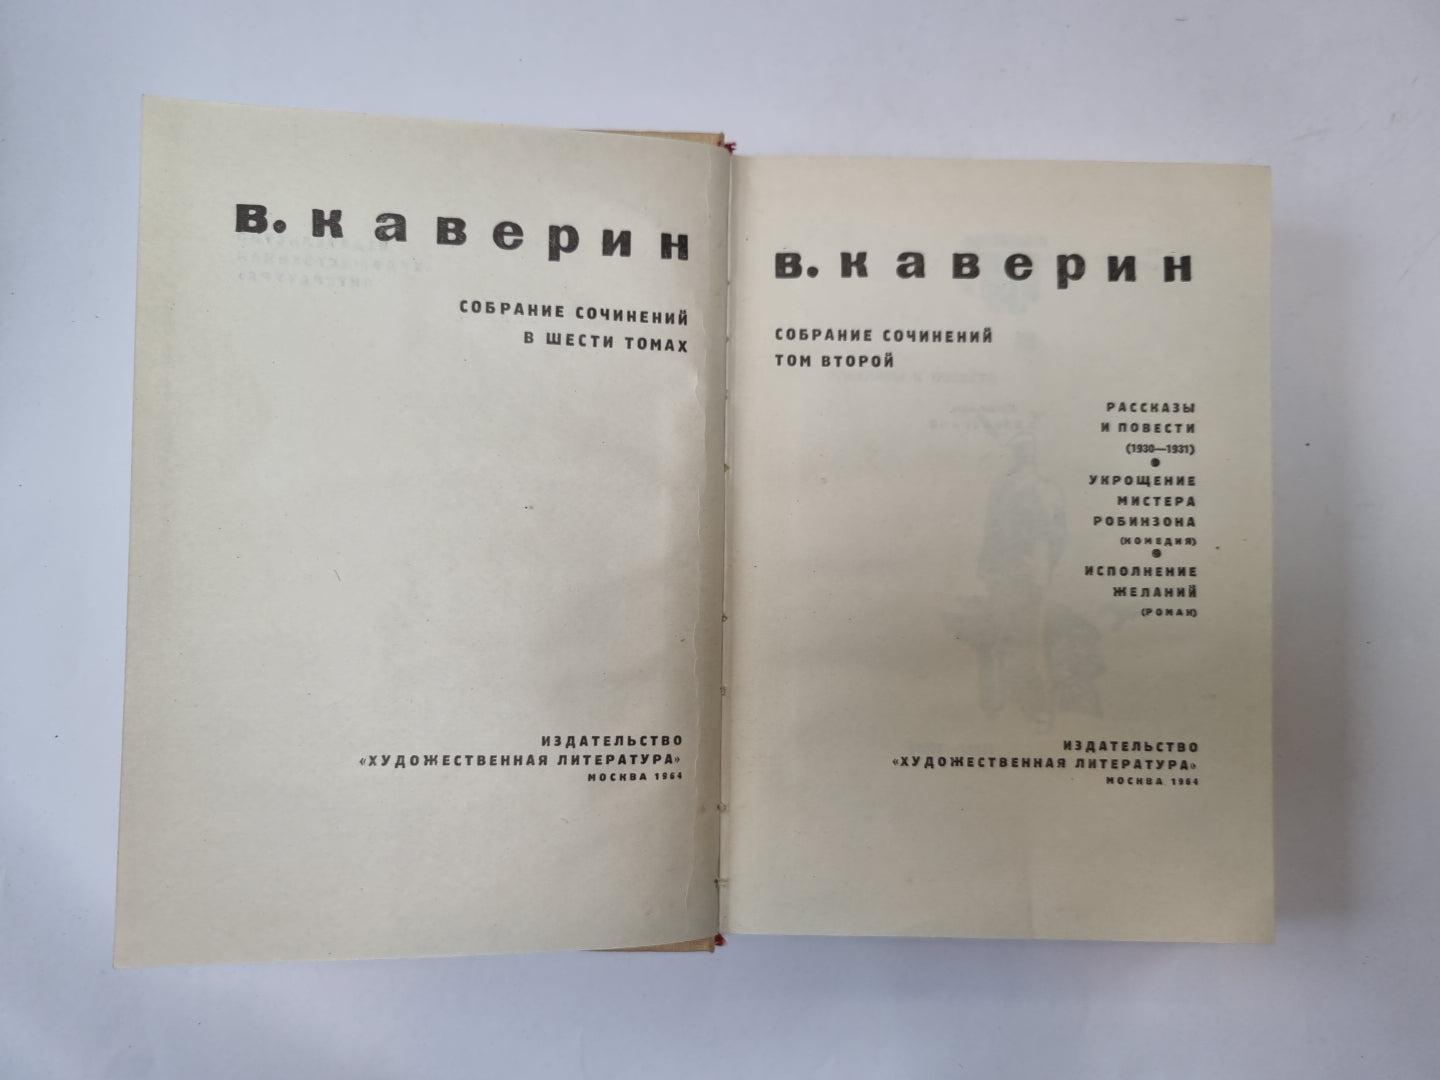 В. Каверин
СОБРАНИЕ СОЧИНЕНИЙ
В ШЕСТИ ТОМАХ
ИЗДАТЕЛЬСТВО
«ХУДОЖЕСТВЕННАЯ ЛИТЕРАТУРА»
МОСКВА 1964
В. Каверин
СОБРАНИЕ СОЧИНЕНИЙ
ТОМ ВТОРОЙ
РАССКАЗЫ
И ПОВЕСТИ
(1930—1931)
УКРОЩЕНИЕ
МИСТЕРА
РОБИНЗОНА
(КОМЕДИЯ)
ИСПОЛНЕНИЕ
ЖЕЛАНИЙ
(РОМАН)
ИЗДАТЕЛЬСТВО
«ХУДОЖЕСТВЕННАЯ ЛИТЕРАТУРА»
МОСКВА 1964